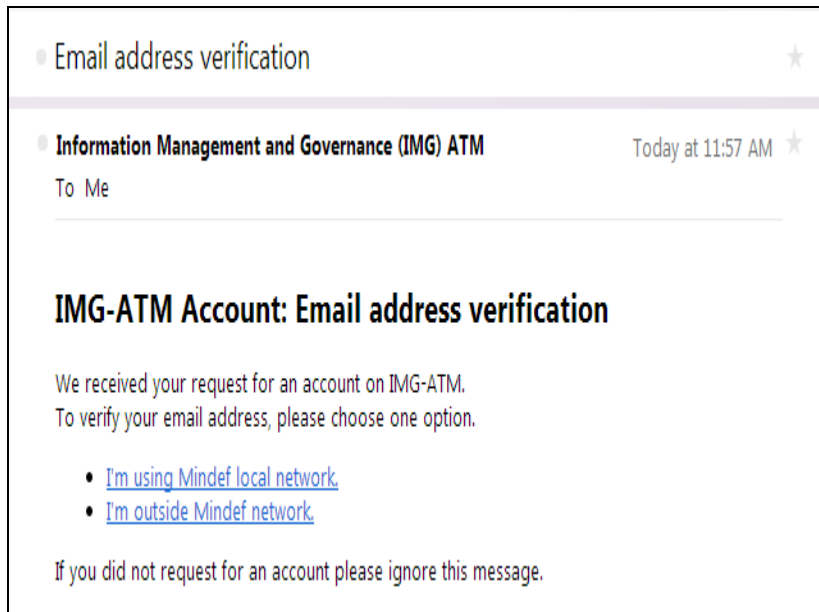 Email address verification
Information Management and Governance (IMG) ATM
Today at 11:57 AM
To Me
IMG-ATM Account: Email address verification
We received your request for an account on IMG-ATM.
To verify your email address, please choose one option.
• I'm using Mindef local network.
• I'm outside Mindef network.
If you did not request for an account please ignore this message.